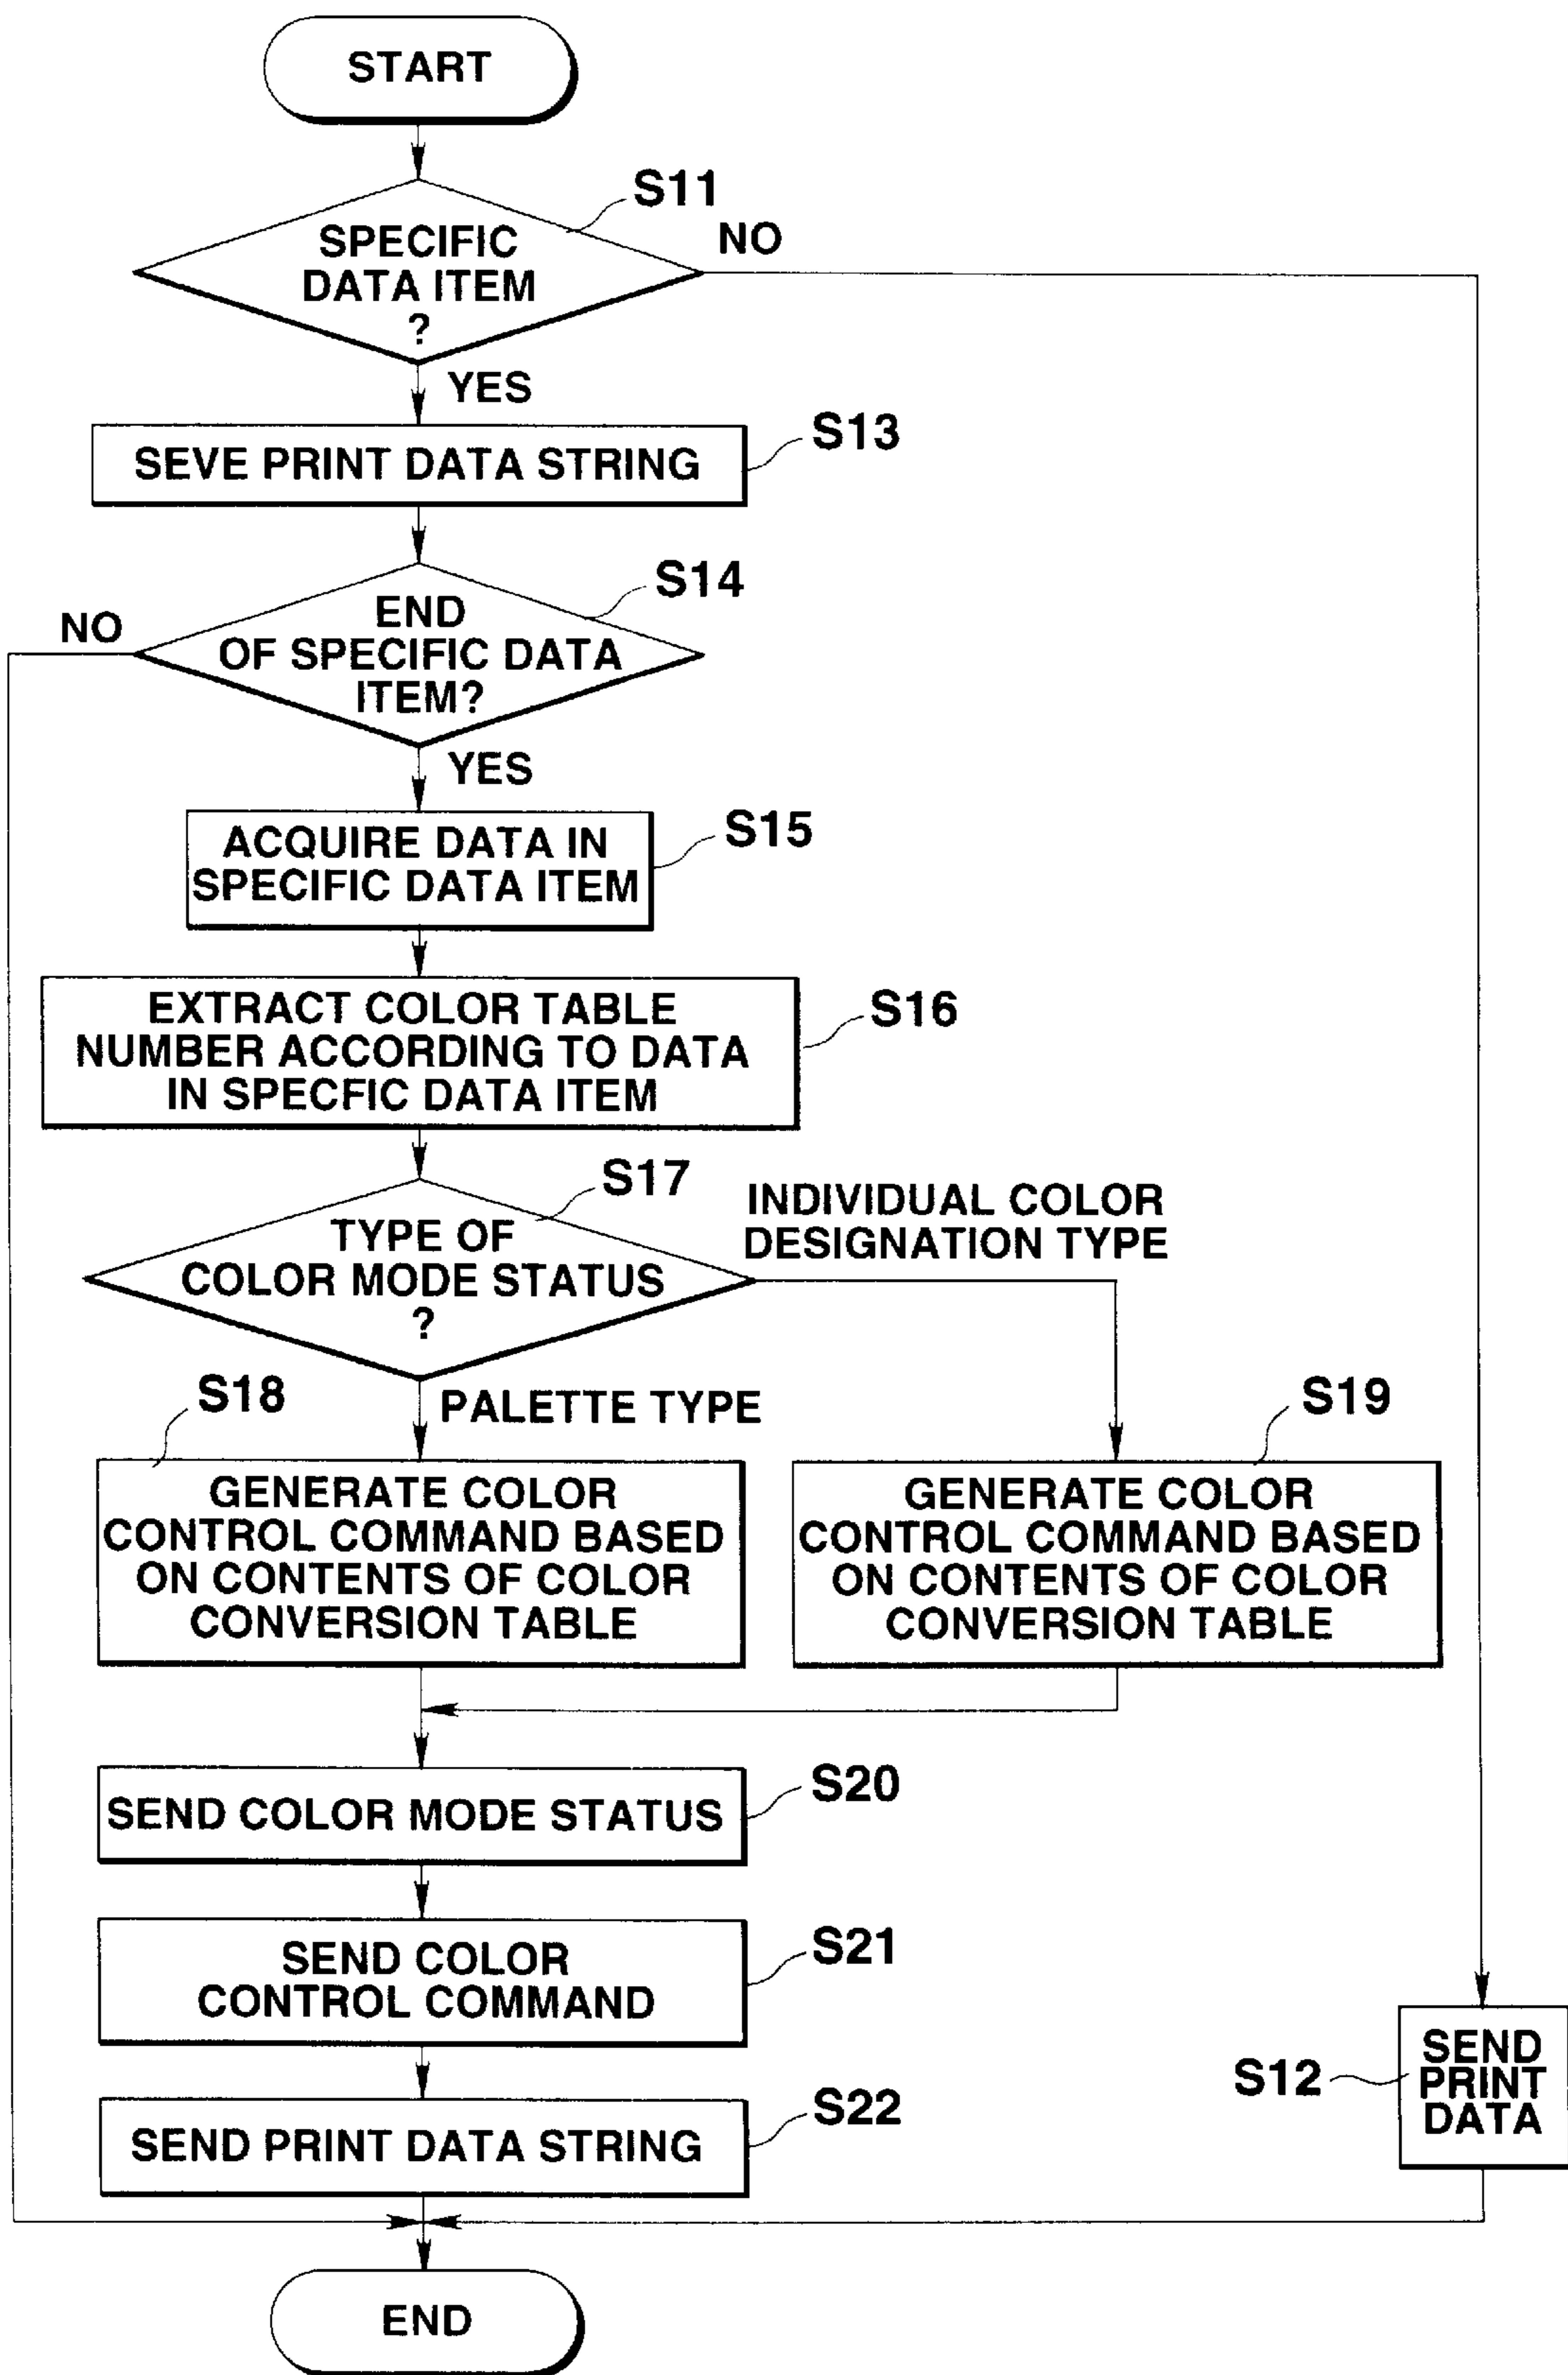 START
S11
SPECIFIC
DATA ITEM
?
NO
YES
S13
SEVE PRINT DATA STRING
S14
NO
END
OF SPECIFIC DATA
ITEM?
YES
S15
ACQUIRE DATA IN
SPECIFIC DATA ITEM
S16
EXTRACT COLOR TABLE
NUMBER ACCORDING TO DATA
IN SPECFIC DATA ITEM
S17
TYPE OF
COLOR MODE STATUS
?
INDIVIDUAL COLOR
DESIGNATION TYPE
S18
PALETTE TYPE
S19
GENERATE COLOR
CONTROL COMMAND BASED
ON CONTENTS OF COLOR
CONVERSION TABLE
GENERATE COLOR
CONTROL COMMAND BASED
ON CONTENTS OF COLOR
CONVERSION TABLE
S20
SEND COLOR MODE STATUS
S21
SEND COLOR
CONTROL COMMAND
S12
SEND
PRINT
DATA
S22
SEND PRINT DATA STRING
END